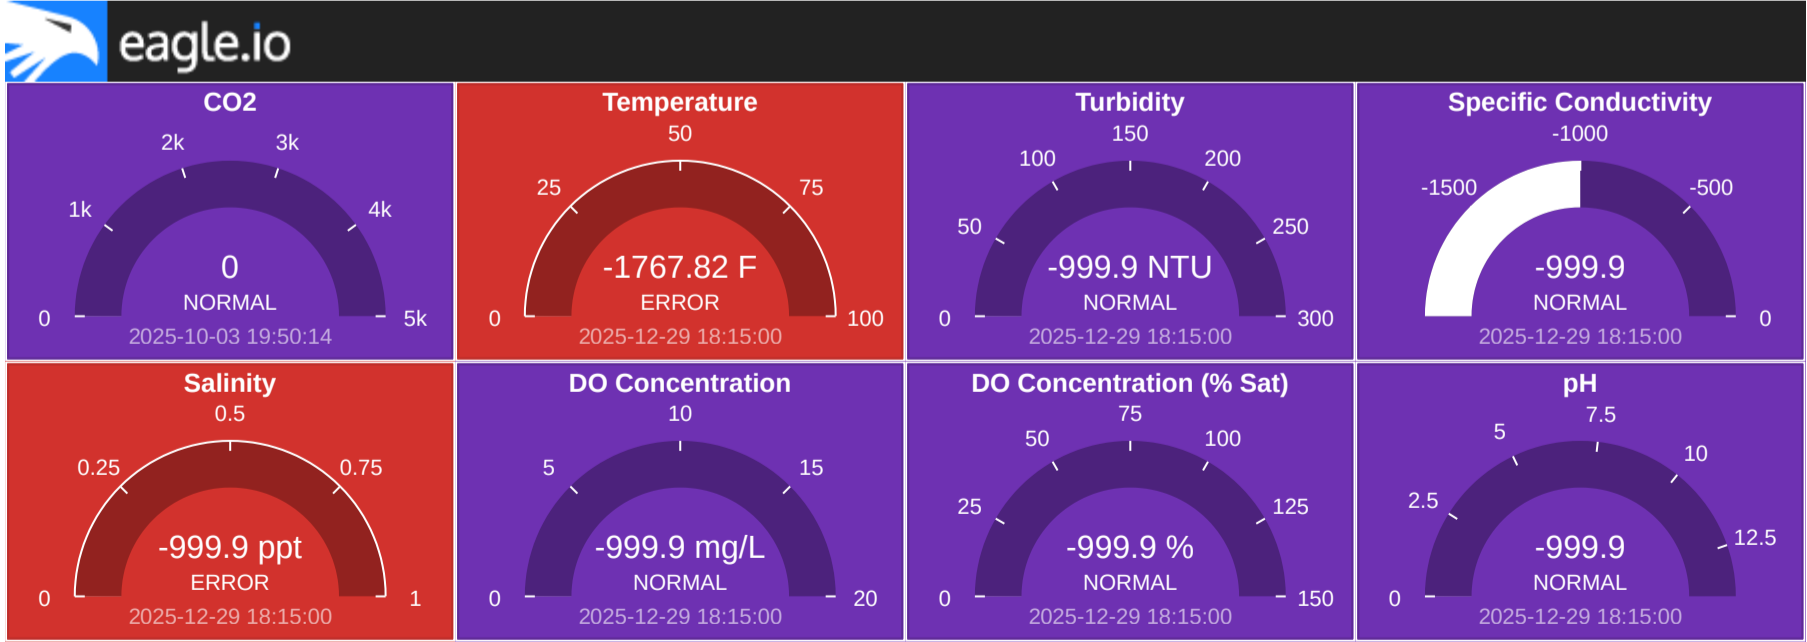 eagle.io
CO2
2k
3k
1k
4k
0
NORMAL
0
5k
2025-10-03 19:50:14
Temperature
50
25
75
-1767.82 F
ERROR
0
100
2025-12-29 18:15:00
Turbidity
150
100
200
50
250
-999.9 NTU
NORMAL
0
300
2025-12-29 18:15:00
Specific Conductivity
-1000
-1500
-500
-999.9
NORMAL
0
2025-12-29 18:15:00
Salinity
0.5
0.25
0.75
-999.9 ppt
ERROR
0
1
2025-12-29 18:15:00
DO Concentration
10
5
15
-999.9 mg/L
NORMAL
0
20
2025-12-29 18:15:00
DO Concentration (% Sat)
75
50
100
25
125
-999.9 %
NORMAL
0
150
2025-12-29 18:15:00
pH
7.5
5
10
2.5
12.5
-999.9
NORMAL
0
2025-12-29 18:15:00